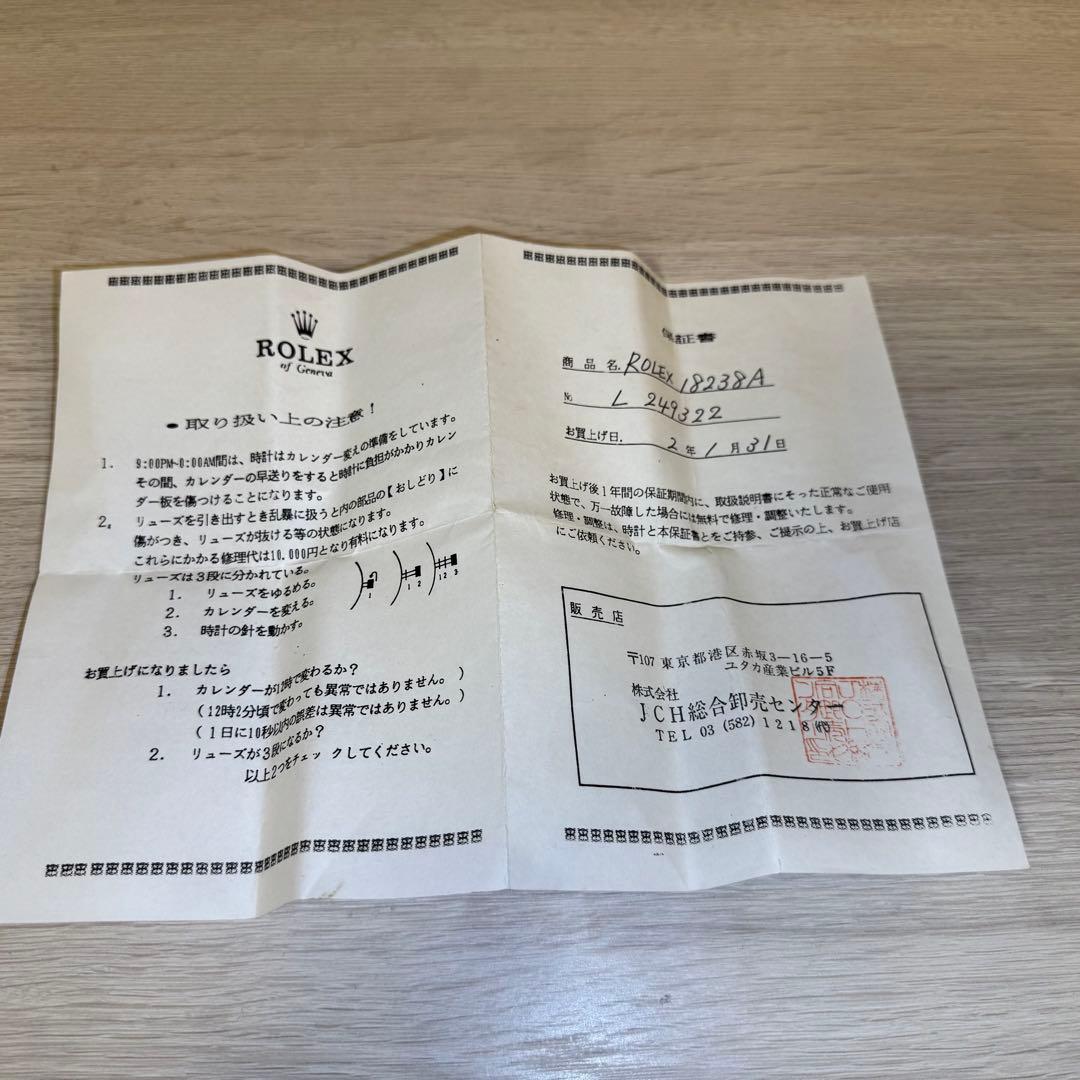 ROLEX
of Geneva
●取り扱い上の注意！
1. 9:00PM~0:00AM間は、時計はカレンダー変えの準備をしています。
その間、カレンダーの早送りをすると時計に負担がかかりカレン
ダー板を傷つけることになります。
2. リューズを引き出すとき乱暴に扱うと内の部品の【おしどり】に
傷がつき、リューズが抜ける等の状態になります。
これらにかかる修理代は10.000円となり有料になります。
リューズは3段に分かれている。
1. リューズをゆるめる。
2. カレンダーを変える。
3. 時計の針を動かす。
1
1 2
1 2 3
お買上げになりましたら
1. カレンダーが12時で変わるか？
(12時2分頃で変わっても異常ではありません。)
(1日に10秒以内の誤差は異常ではありません。)
2. リューズが3段になるか？
以上2つをチェックしてください。
保証書
商品名. ROLEX 18238A
№ L 249322
お買上げ日. 2年1月31日
お買上げ後1年間の保証期間内に、取扱説明書にそった正常なご使用
状態で、万一故障した場合には無料で修理・調整いたします。
修理・調整は、時計と本保証書とをご持参、ご提示の上、お買上げ店
にご依頼ください。
販売店
〒107 東京都港区赤坂3―16―5
ユタカ産業ビル5F
株式会社
JCH総合卸売センター
TEL 03 (582) 1218㈹